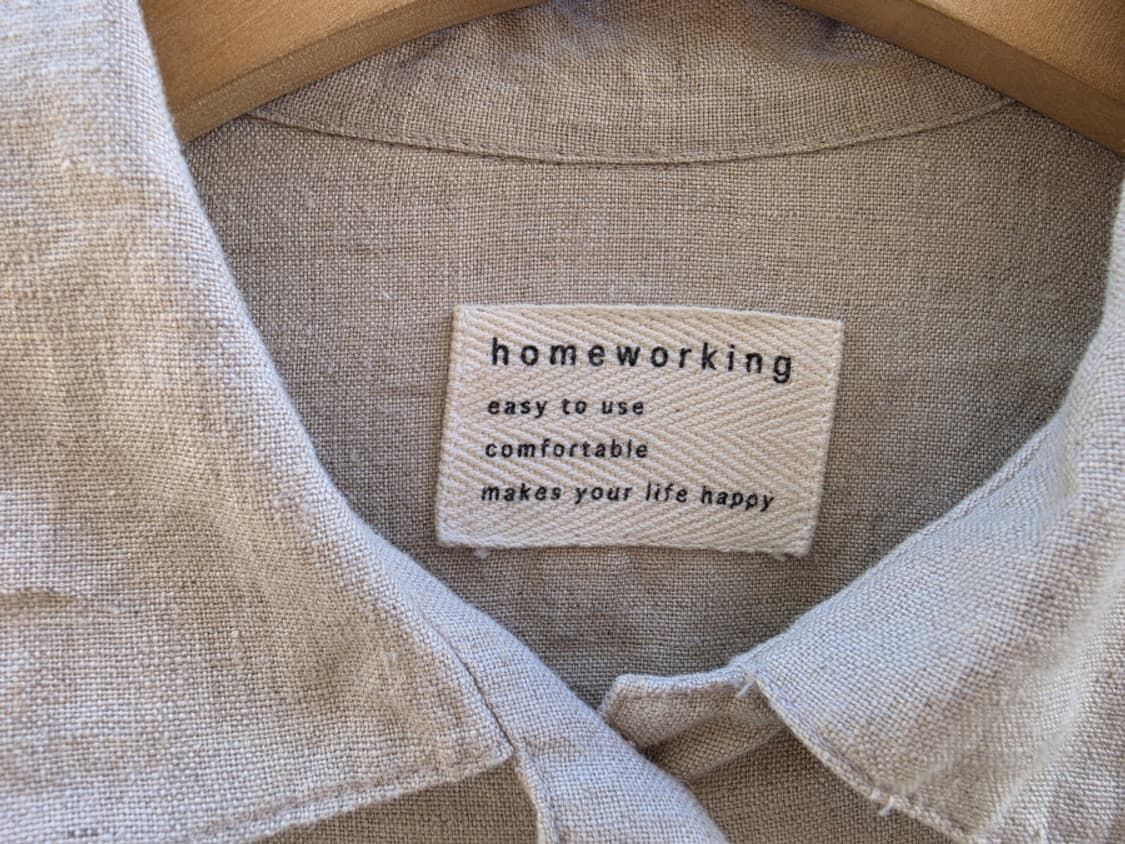 homeworking
easy to use
comfortable
makes your life happy